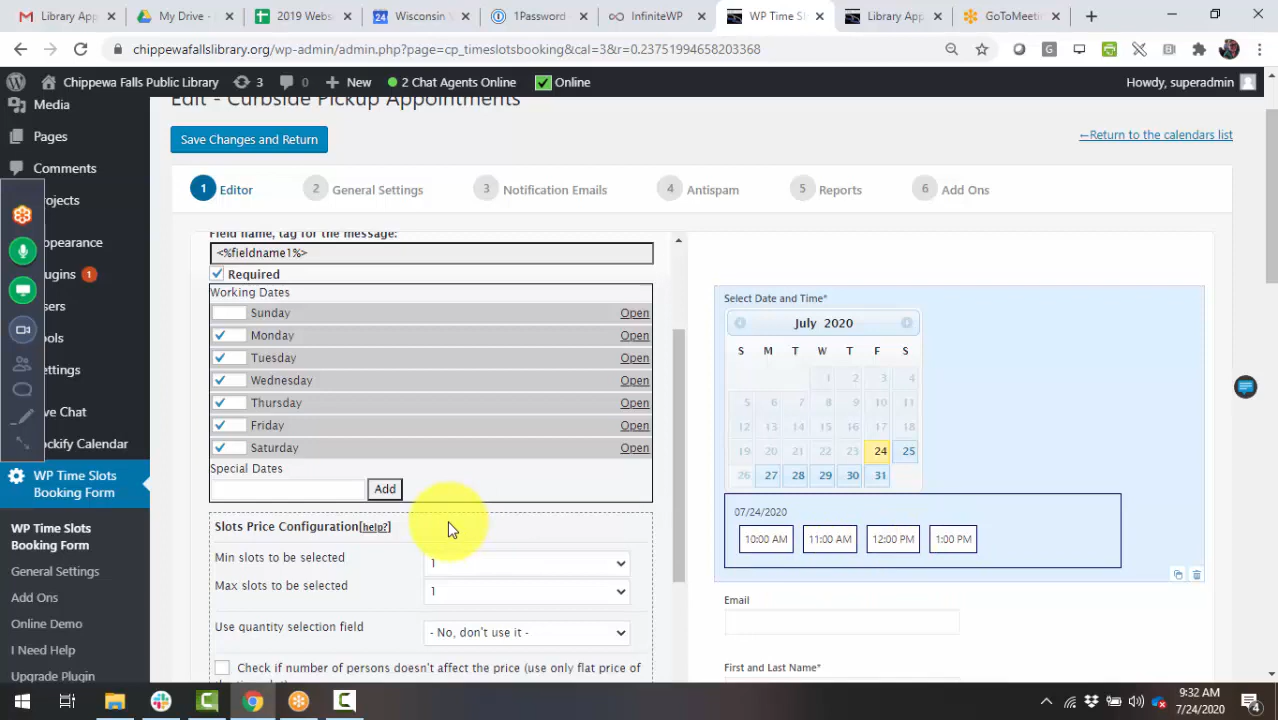 Library App
My Drive -
2019 Webs
Wisconsin V
1Password
InfiniteWP
WP Time Sl
Library App
GoToMeeti
chippewafallslibrary.org/wp-admin/admin.php?page=cp_timeslotsbooking&cal=3&r=0.23751994658203368
Chippewa Falls Public Library 3 0 New 2 Chat Agents Online Online Howdy, superadmin
Edit - Curbside Pickup Appointments
Save Changes and Return
←Return to the calendars list
1 Editor 2 General Settings 3 Notification Emails 4 Antispam 5 Reports 6 Add Ons
Media
Pages
Comments
rojects
ppearance
ugins 1
sers
ols
ettings
ve Chat
ockify Calendar
WP Time Slots
Booking Form
WP Time Slots
Booking Form
General Settings
Add Ons
Online Demo
I Need Help
Upgrade Plugin
Field name, tag for the message:
<%fieldname1%>
Required
Working Dates
Sunday Open
Monday Open
Tuesday Open
Wednesday Open
Thursday Open
Friday Open
Saturday Open
Special Dates
Add
Slots Price Configuration[help?]
Min slots to be selected 1
Max slots to be selected 1
Use quantity selection field - No, don't use it -
Check if number of persons doesn't affect the price (use only flat price of
Select Date and Time*
July 2020
S M T W T F S
1 2 3 4
5 6 7 8 9 10 11
12 13 14 15 16 17 18
19 20 21 22 23 24 25
26 27 28 29 30 31
07/24/2020
10:00 AM 11:00 AM 12:00 PM 1:00 PM
Email
First and Last Name*
9:32 AM
7/24/2020
4